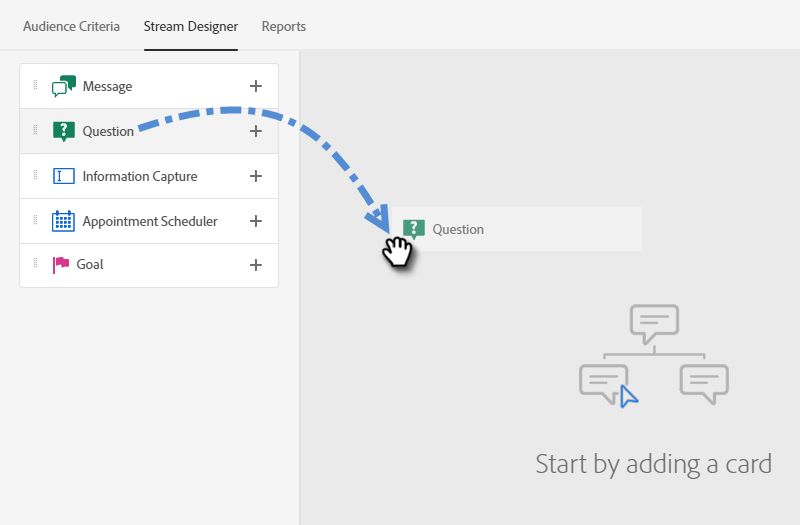 Audience Criteria Stream Designer Reports
Message
Question
Information Capture
Appointment Scheduler
Goal
Question
Start by adding a card